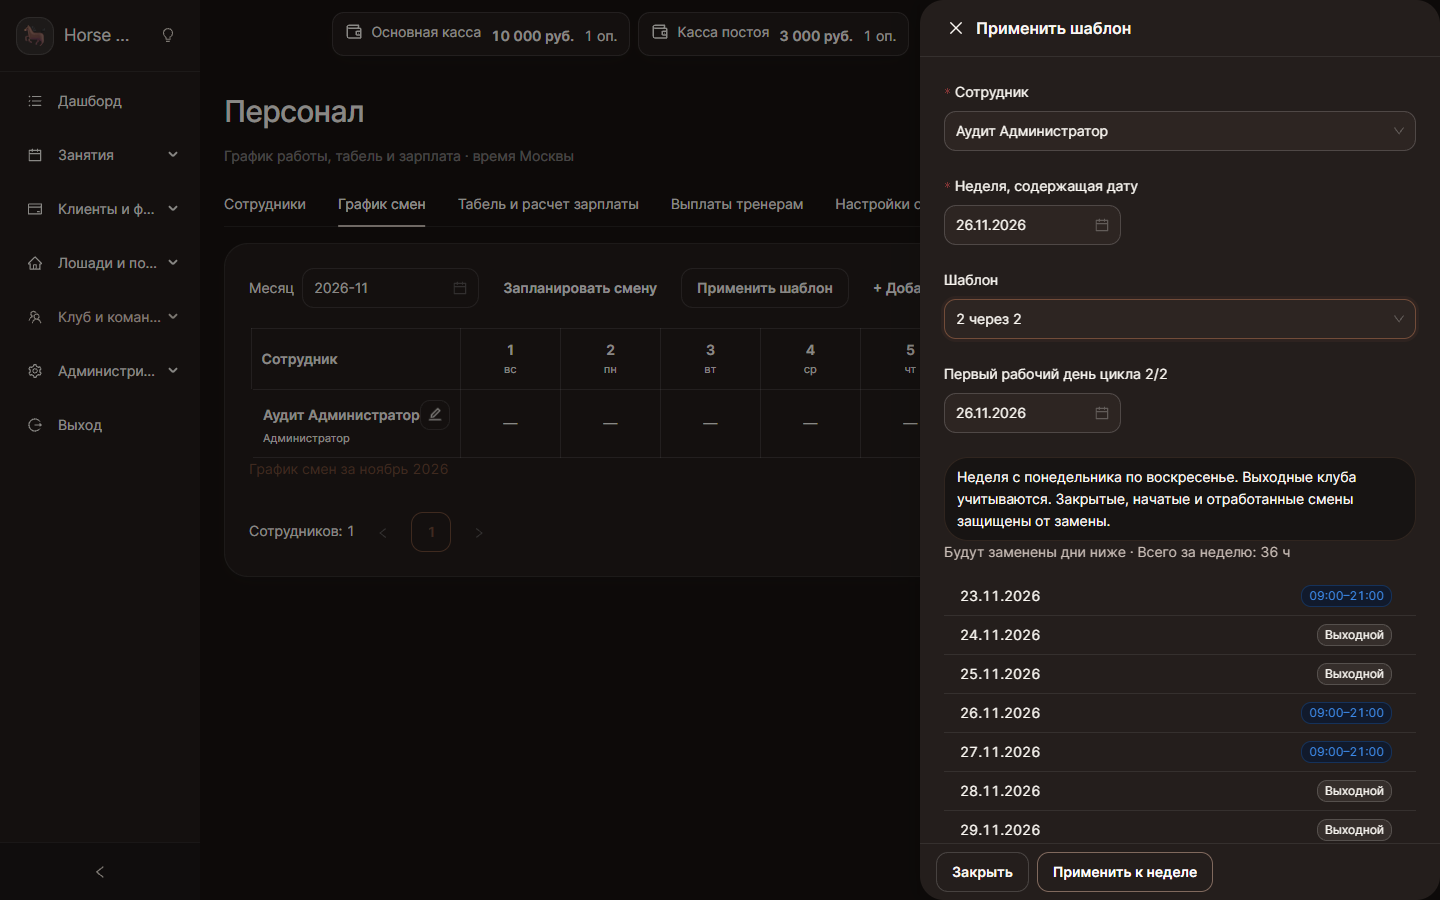 Horse ...
Дашборд
Занятия
Клиенты и ф...
Лошади и по...
Клуб и коман...
Администри...
Выход
Основная касса 10 000 руб. 1 оп.
Касса постоя 3 000 руб. 1 оп.
Персонал
График работы, табель и зарплата · время Москвы
Сотрудники График смен Табель и расчет зарплаты Выплаты тренерам Настройки с
Месяц 2026-11 Запланировать смену Применить шаблон + Доба
Сотрудник 1 2 3 4 5
вс пн вт ср чт
Аудит Администратор — — — — —
Администратор
График смен за ноябрь 2026
Сотрудников: 1 < 1 >
Применить шаблон
* Сотрудник
Аудит Администратор
* Неделя, содержащая дату
26.11.2026
Шаблон
2 через 2
Первый рабочий день цикла 2/2
26.11.2026
Неделя с понедельника по воскресенье. Выходные клуба
учитываются. Закрытые, начатые и отработанные смены
защищены от замены.
Будут заменены дни ниже · Всего за неделю: 36 ч
23.11.2026 09:00–21:00
24.11.2026 Выходной
25.11.2026 Выходной
26.11.2026 09:00–21:00
27.11.2026 09:00–21:00
28.11.2026 Выходной
29.11.2026 Выходной
Закрыть Применить к неделе